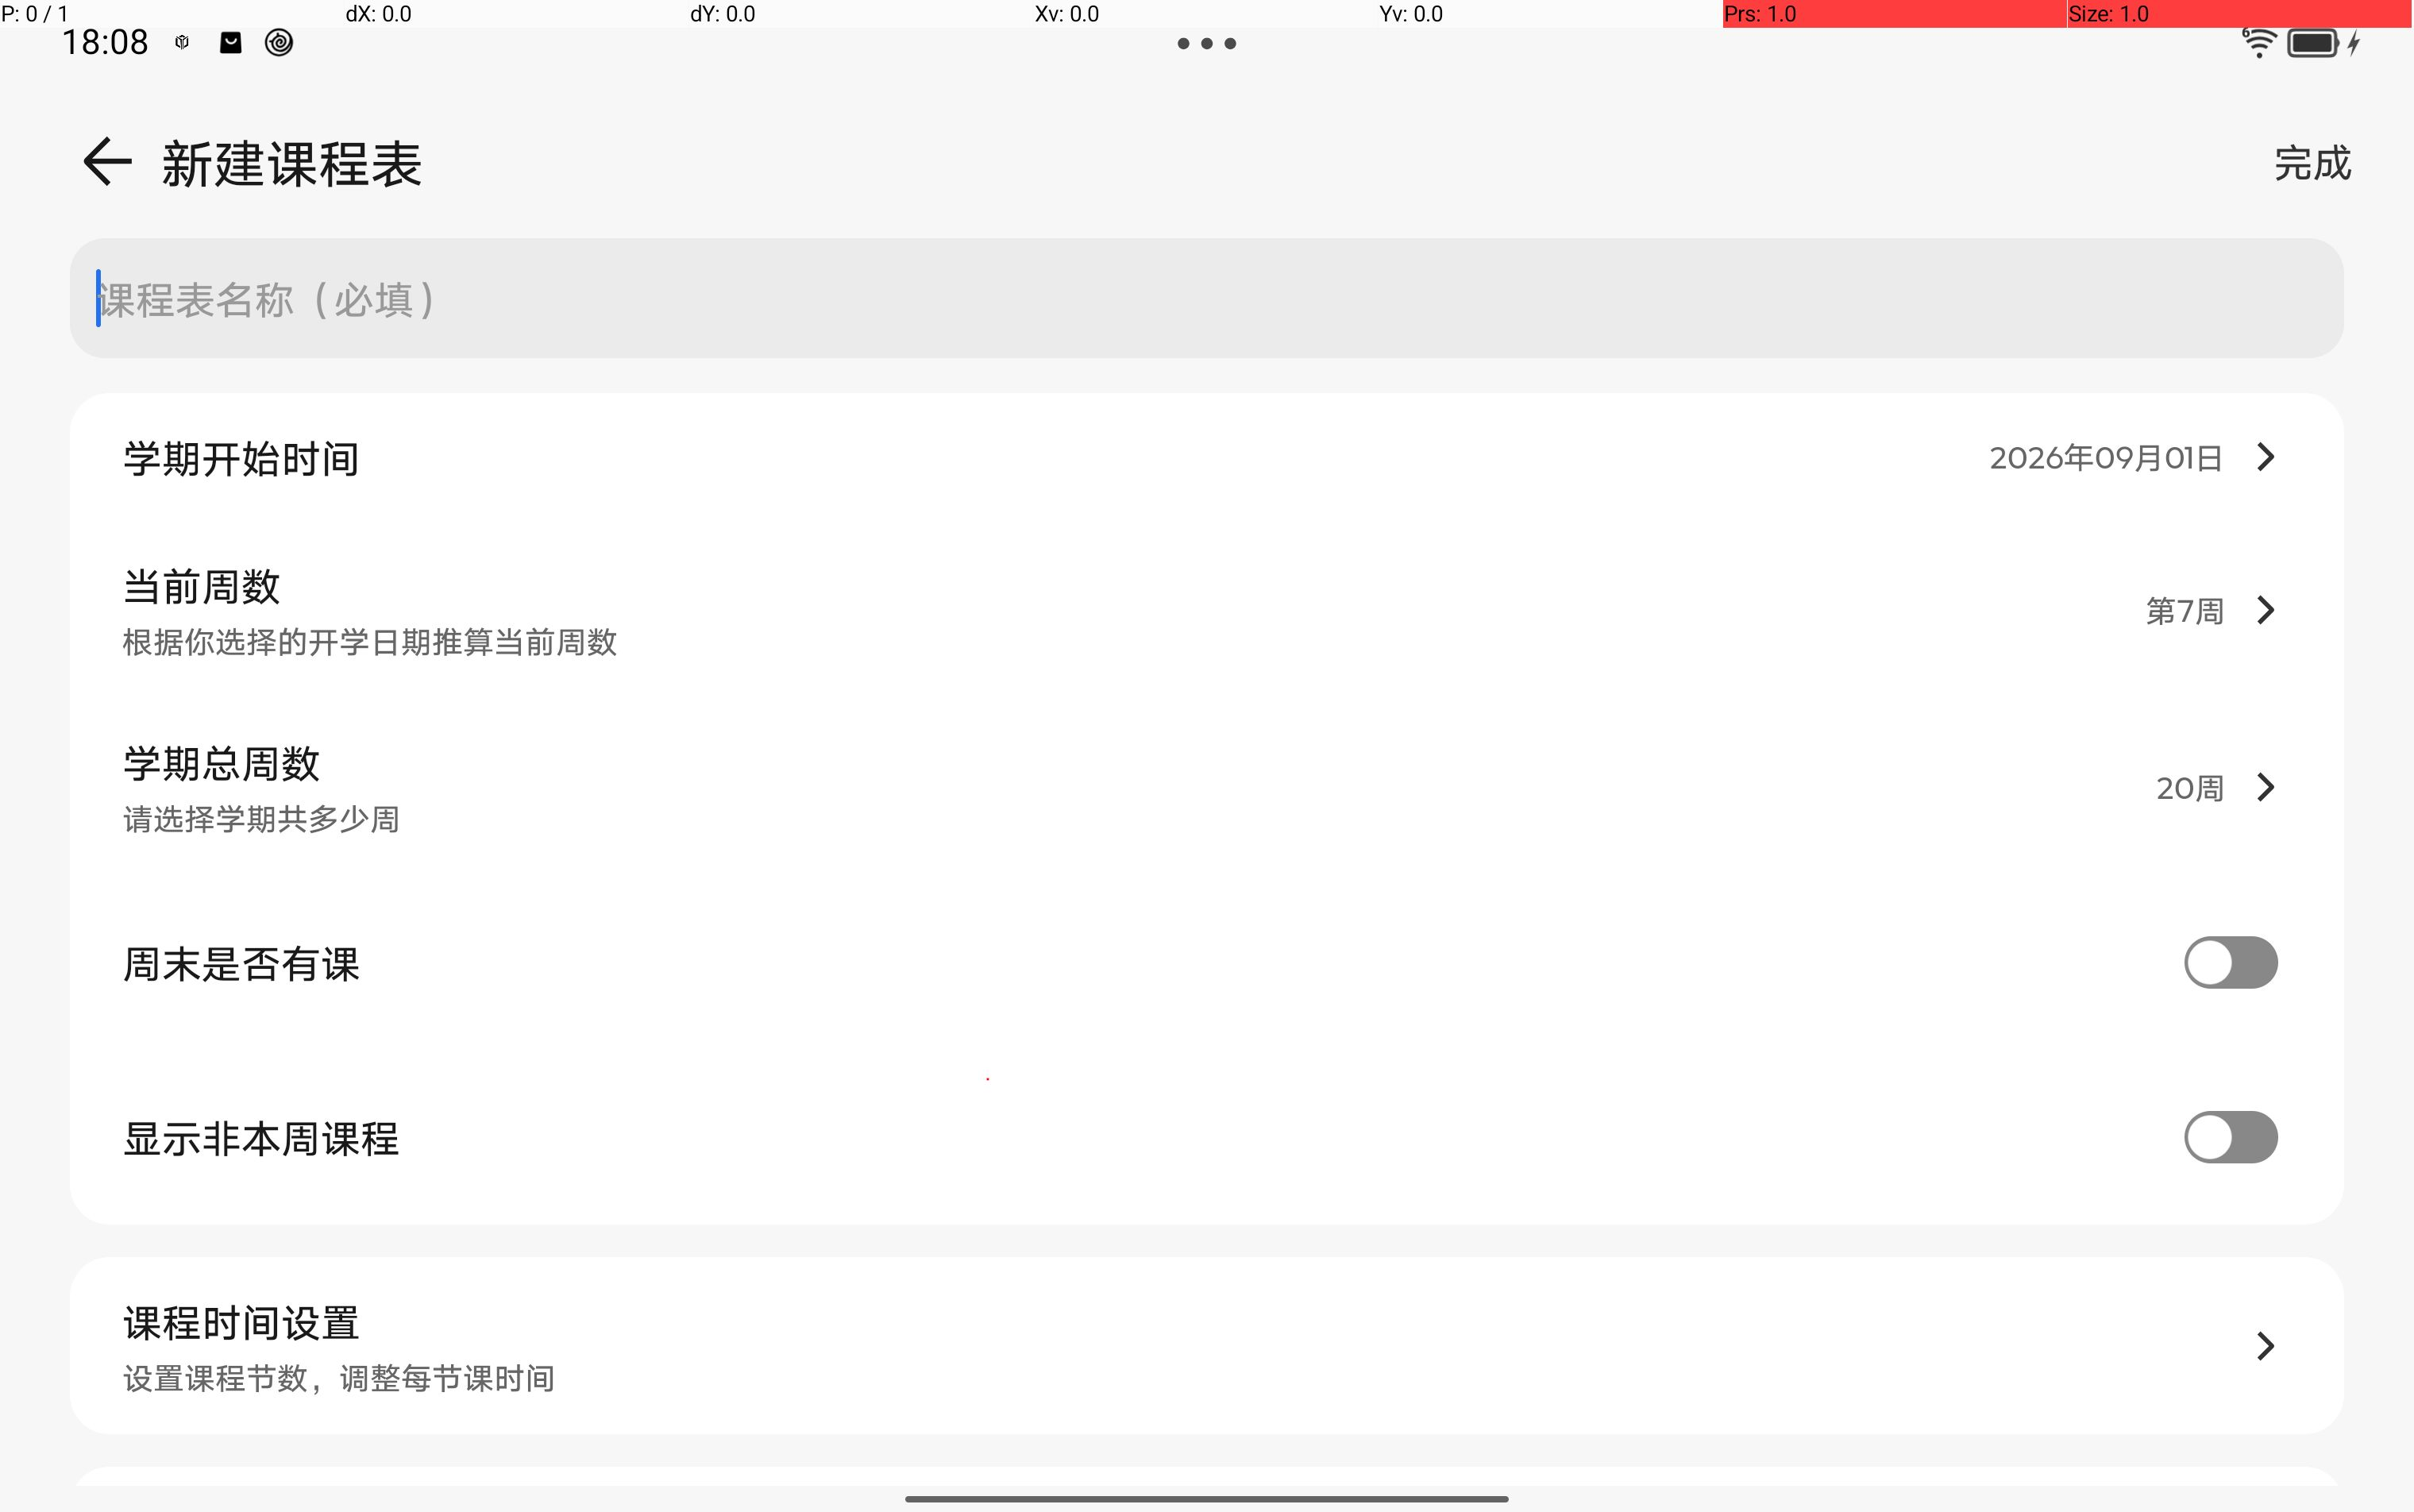 P: 0 / 1 dX: 0.0 dY: 0.0 Xv: 0.0 Yv: 0.0 Prs: 1.0 Size: 1.0
18:08 6
新建课程表 完成
课程表名称（必填）
学期开始时间 2026年09月01日
当前周数 第7周
根据你选择的开学日期推算当前周数
学期总周数 20周
请选择学期共多少周
周末是否有课
显示非本周课程
课程时间设置
设置课程节数，调整每节课时间